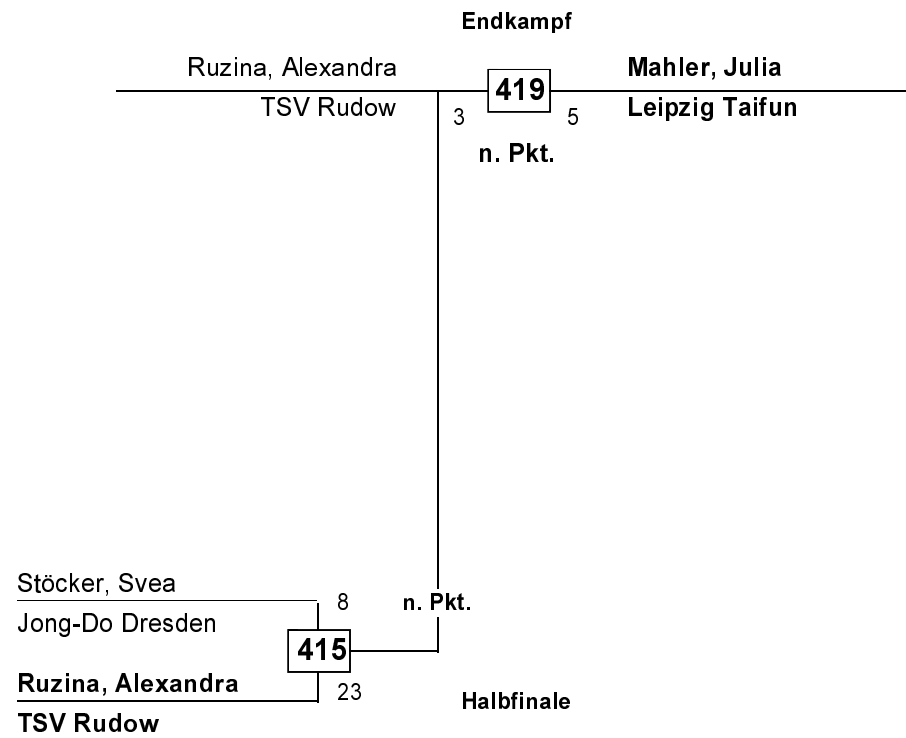 Endkampf
Ruzina, Alexandra
TSV Rudow
3
419
5
Mahler, Julia
Leipzig Taifun
n. Pkt.
Stöcker, Svea
Jong-Do Dresden
8
n. Pkt.
415
Ruzina, Alexandra
TSV Rudow
23
Halbfinale